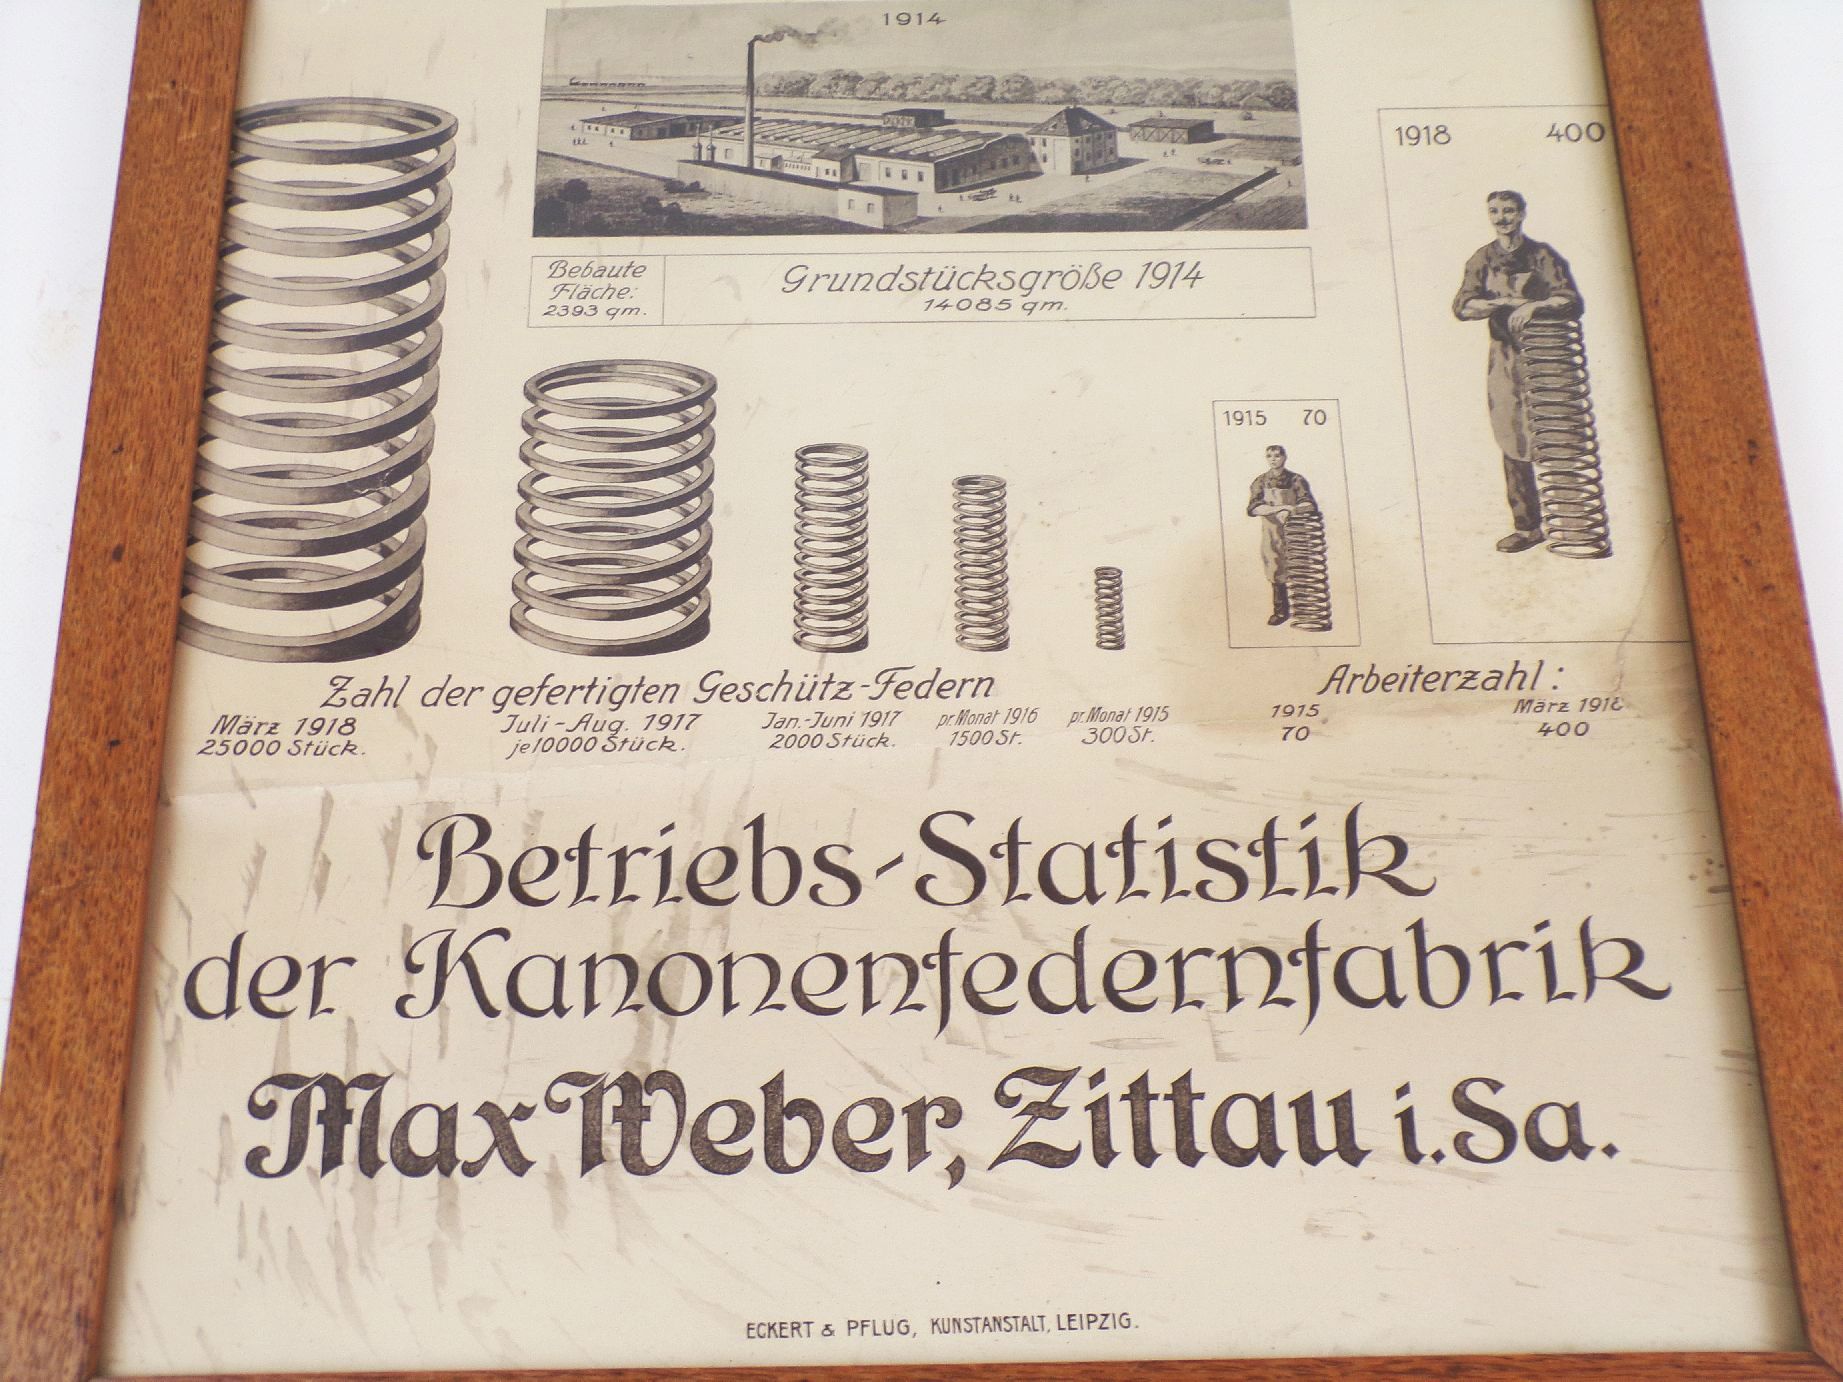 1914
Bebaute
Fläche:
2393 qm.
Grundstücksgröße 1914
14085 qm.
1918 400
1915 70
Zahl der gefertigten Geschütz-Federn
März 1918
25000 Stück.
Juli-Aug. 1917
je 10000 Stück.
Jan.-Juni 1917
2000 Stück.
pr. Monat 1916
1500 St.
pr. Monat 1915
300 St.
Arbeiterzahl:
1915
70
März 1918
400
Betriebs-Statistik
der Kanonenfedernfabrik
Max Weber, Zittau i. Sa.
ECKERT & PFLUG, KUNSTANSTALT, LEIPZIG.